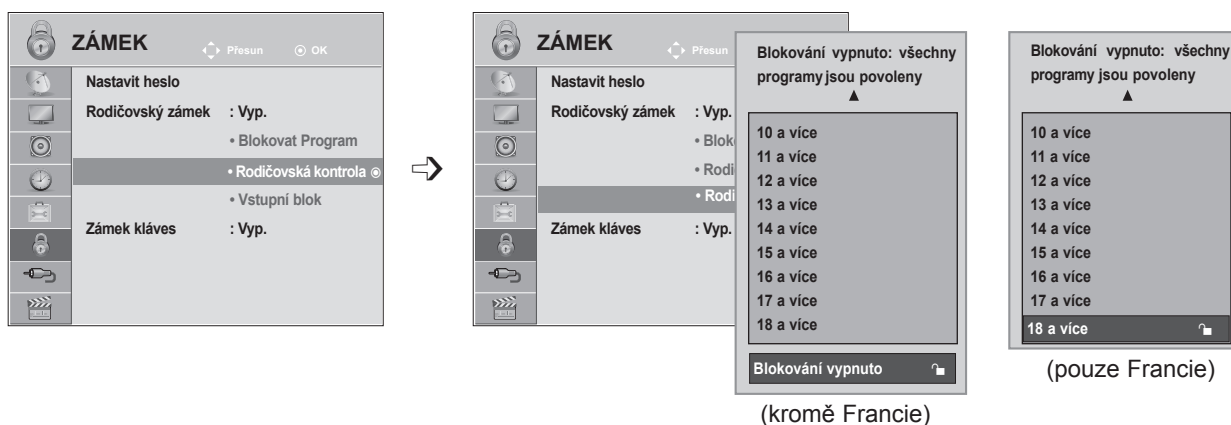 ZÁMEK
Přesun OK
Nastavit heslo
Rodičovský zámek : Vyp.
• Blokovat Program
• Rodičovská kontrola
• Vstupní blok
Zámek kláves : Vyp.
ZÁMEK
Přesun
Nastavit heslo
Rodičovský zámek : Vyp.
• Blok
• Rodi
• Rodi
Zámek kláves : Vyp.
Blokování vypnuto: všechny
programy jsou povoleny
10 a více
11 a více
12 a více
13 a více
14 a více
15 a více
16 a více
17 a více
18 a více
Blokování vypnuto
(kromě Francie)
Blokování vypnuto: všechny
programy jsou povoleny
10 a více
11 a více
12 a více
13 a více
14 a více
15 a více
16 a více
17 a více
18 a více
(pouze Francie)